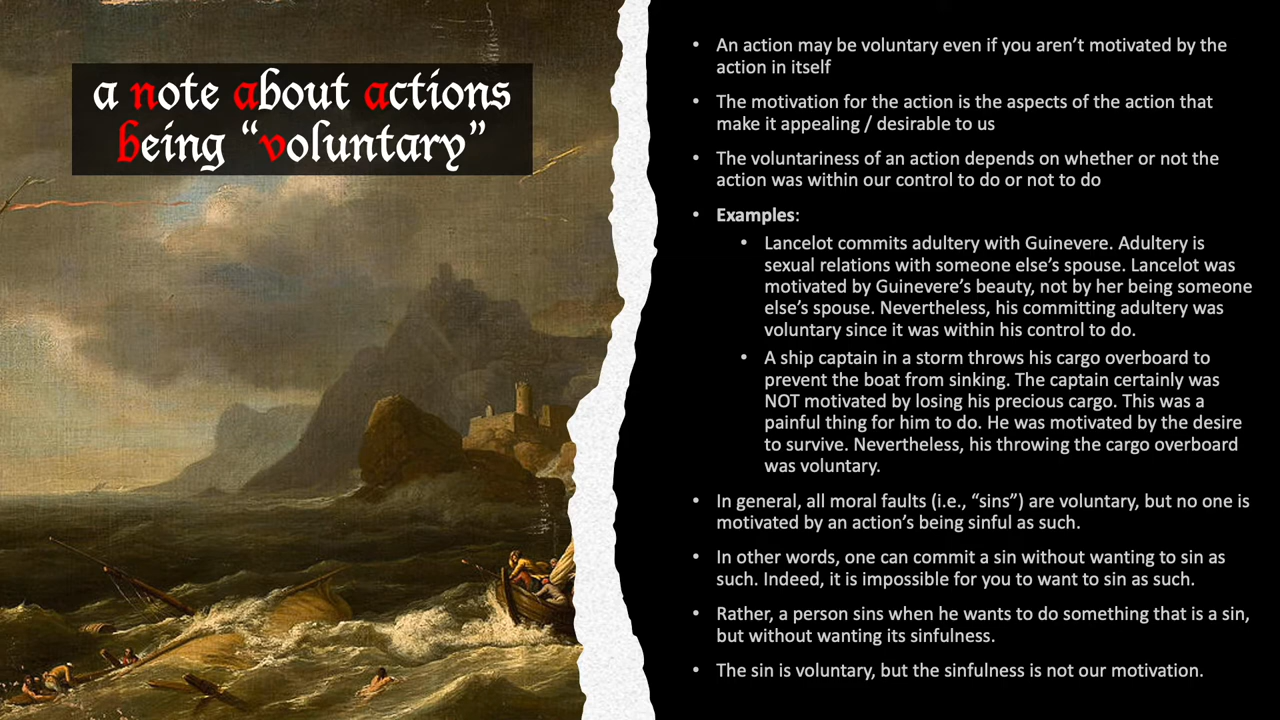 a note about actions
being “voluntary”
• An action may be voluntary even if you aren’t motivated by the
action in itself
• The motivation for the action is the aspects of the action that
make it appealing / desirable to us
• The voluntariness of an action depends on whether or not the
action was within our control to do or not to do
• Examples:
• Lancelot commits adultery with Guinevere. Adultery is
sexual relations with someone else’s spouse. Lancelot was
motivated by Guinevere’s beauty, not by her being someone
else’s spouse. Nevertheless, his committing adultery was
voluntary since it was within his control to do.
• A ship captain in a storm throws his cargo overboard to
prevent the boat from sinking. The captain certainly was
NOT motivated by losing his precious cargo. This was a
painful thing for him to do. He was motivated by the desire
to survive. Nevertheless, his throwing the cargo overboard
was voluntary.
• In general, all moral faults (i.e., “sins”) are voluntary, but no one is
motivated by an action’s being sinful as such.
• In other words, one can commit a sin without wanting to sin as
such. Indeed, it is impossible for you to want to sin as such.
• Rather, a person sins when he wants to do something that is a sin,
but without wanting its sinfulness.
• The sin is voluntary, but the sinfulness is not our motivation.